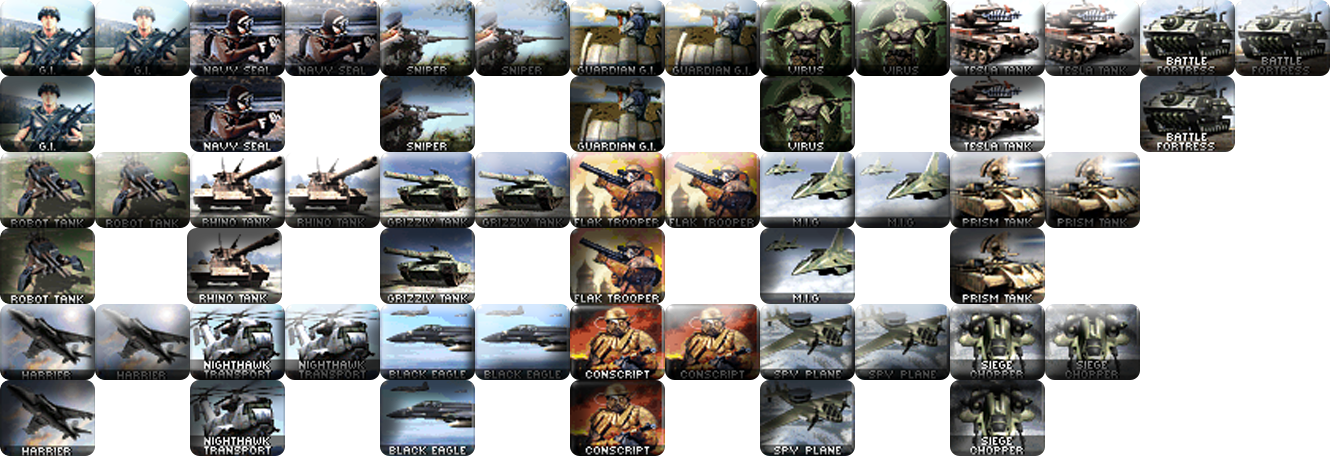 G.I. G.I. NAVY SEAL NAVY SEAL SNIPER SNIPER GUARDIAN G.I. GUARDIAN G.I. VIRUS VIRUS TESLA TANK TESLA TANK BATTLE FORTRESS BATTLE FORTRESS
G.I. NAVY SEAL SNIPER GUARDIAN G.I. VIRUS TESLA TANK BATTLE FORTRESS
ROBOT TANK ROBOT TANK RHINO TANK RHINO TANK GRIZZLY TANK GRIZZLY TANK FLAK TROOPER FLAK TROOPER M.I.G M.I.G PRISM TANK PRISM TANK
ROBOT TANK RHINO TANK GRIZZLY TANK FLAK TROOPER M.I.G PRISM TANK
HARRIER HARRIER NIGHTHAWK TRANSPORT NIGHTHAWK TRANSPORT BLACK EAGLE BLACK EAGLE CONSCRIPT CONSCRIPT SPY PLANE SPY PLANE SIEGE CHOPPER SIEGE CHOPPER
HARRIER NIGHTHAWK TRANSPORT BLACK EAGLE CONSCRIPT SPY PLANE SIEGE CHOPPER